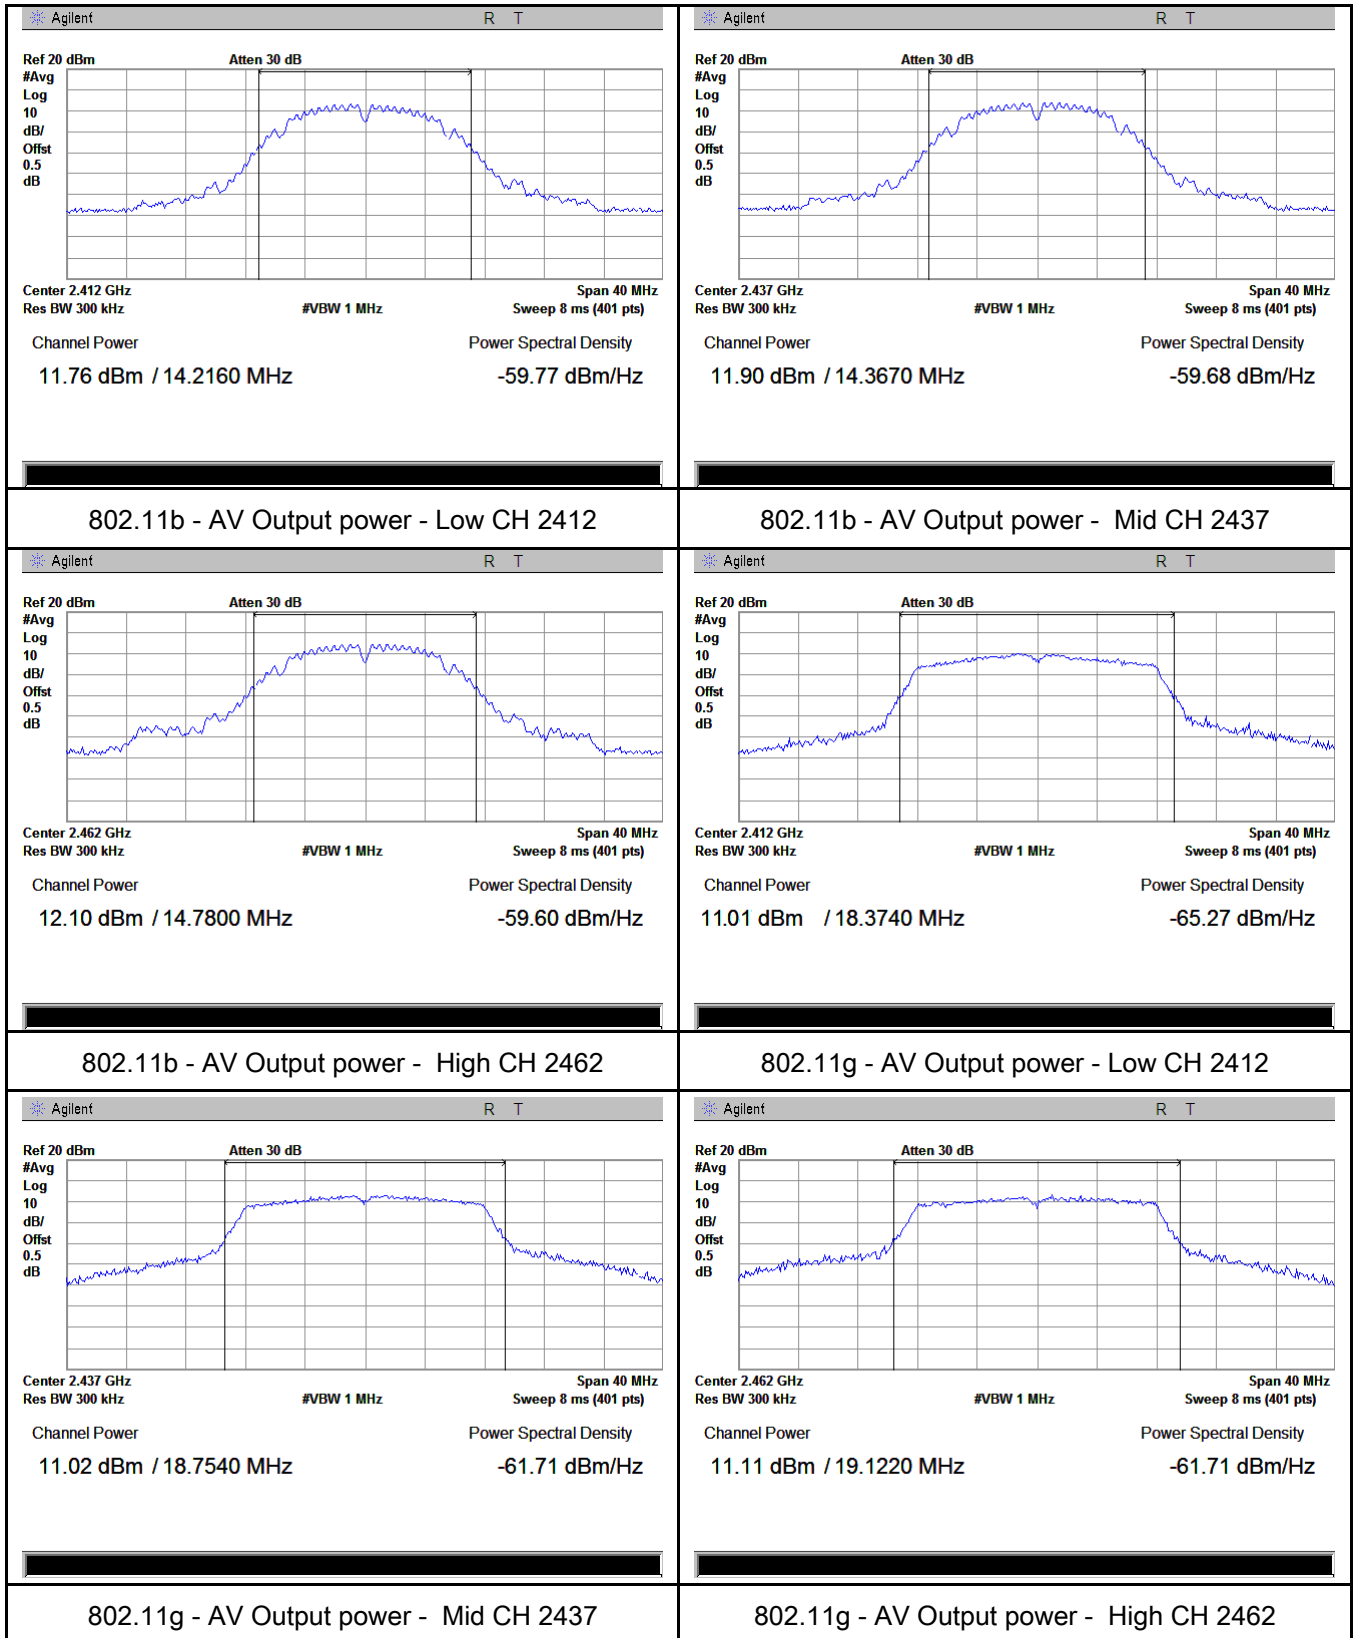 Agilent R T
Ref 20 dBm Atten 30 dB
#Avg
Log
10
dB/
Offst
0.5
dB
Center 2.412 GHz Span 40 MHz
Res BW 300 kHz #VBW 1 MHz Sweep 8 ms (401 pts)
Channel Power Power Spectral Density
11.76 dBm / 14.2160 MHz -59.77 dBm/Hz
802.11b - AV Output power - Low CH 2412
Agilent R T
Ref 20 dBm Atten 30 dB
#Avg
Log
10
dB/
Offst
0.5
dB
Center 2.437 GHz Span 40 MHz
Res BW 300 kHz #VBW 1 MHz Sweep 8 ms (401 pts)
Channel Power Power Spectral Density
11.90 dBm / 14.3670 MHz -59.68 dBm/Hz
802.11b - AV Output power - Mid CH 2437
Agilent R T
Ref 20 dBm Atten 30 dB
#Avg
Log
10
dB/
Offst
0.5
dB
Center 2.462 GHz Span 40 MHz
Res BW 300 kHz #VBW 1 MHz Sweep 8 ms (401 pts)
Channel Power Power Spectral Density
12.10 dBm / 14.7800 MHz -59.60 dBm/Hz
802.11b - AV Output power - High CH 2462
Agilent R T
Ref 20 dBm Atten 30 dB
#Avg
Log
10
dB/
Offst
0.5
dB
Center 2.412 GHz Span 40 MHz
Res BW 300 kHz #VBW 1 MHz Sweep 8 ms (401 pts)
Channel Power Power Spectral Density
11.01 dBm / 18.3740 MHz -65.27 dBm/Hz
802.11g - AV Output power - Low CH 2412
Agilent R T
Ref 20 dBm Atten 30 dB
#Avg
Log
10
dB/
Offst
0.5
dB
Center 2.437 GHz Span 40 MHz
Res BW 300 kHz #VBW 1 MHz Sweep 8 ms (401 pts)
Channel Power Power Spectral Density
11.02 dBm / 18.7540 MHz -61.71 dBm/Hz
802.11g - AV Output power - Mid CH 2437
Agilent R T
Ref 20 dBm Atten 30 dB
#Avg
Log
10
dB/
Offst
0.5
dB
Center 2.462 GHz Span 40 MHz
Res BW 300 kHz #VBW 1 MHz Sweep 8 ms (401 pts)
Channel Power Power Spectral Density
11.11 dBm / 19.1220 MHz -61.71 dBm/Hz
802.11g - AV Output power - High CH 2462